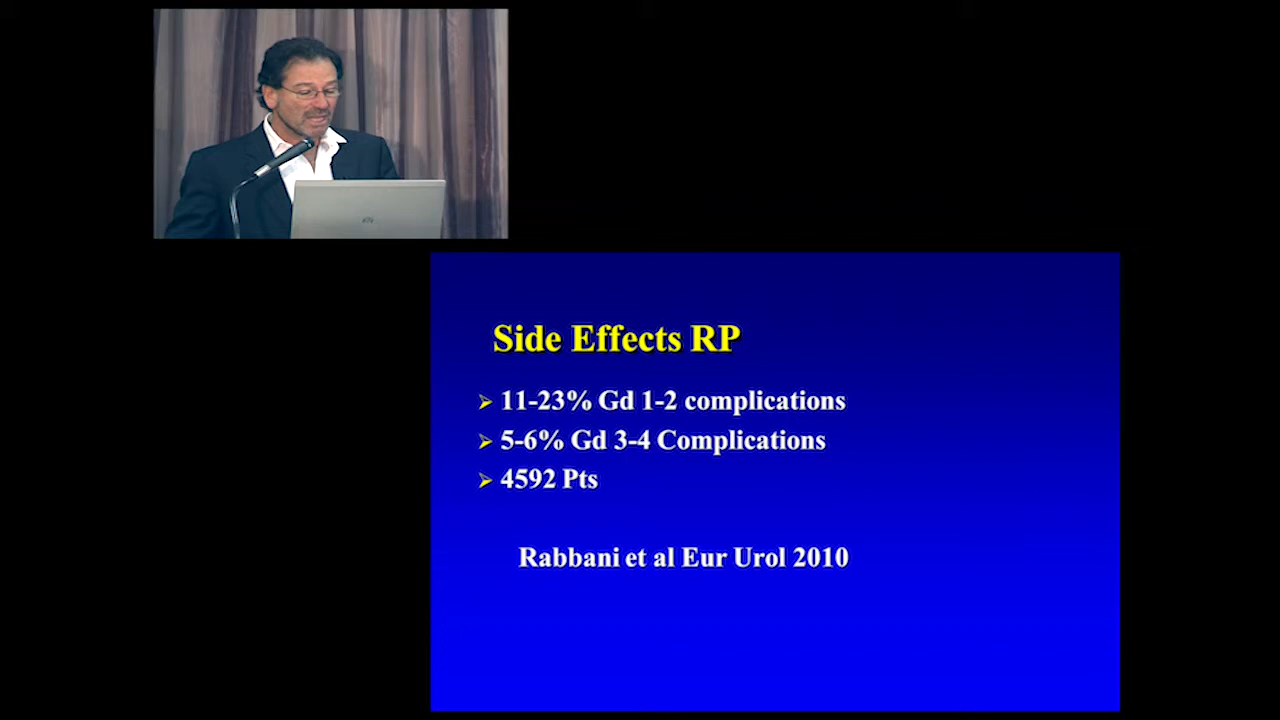 Side Effects RP
➢ 11-23% Gd 1-2 complications
➢ 5-6% Gd 3-4 Complications
➢ 4592 Pts
Rabbani et al Eur Urol 2010